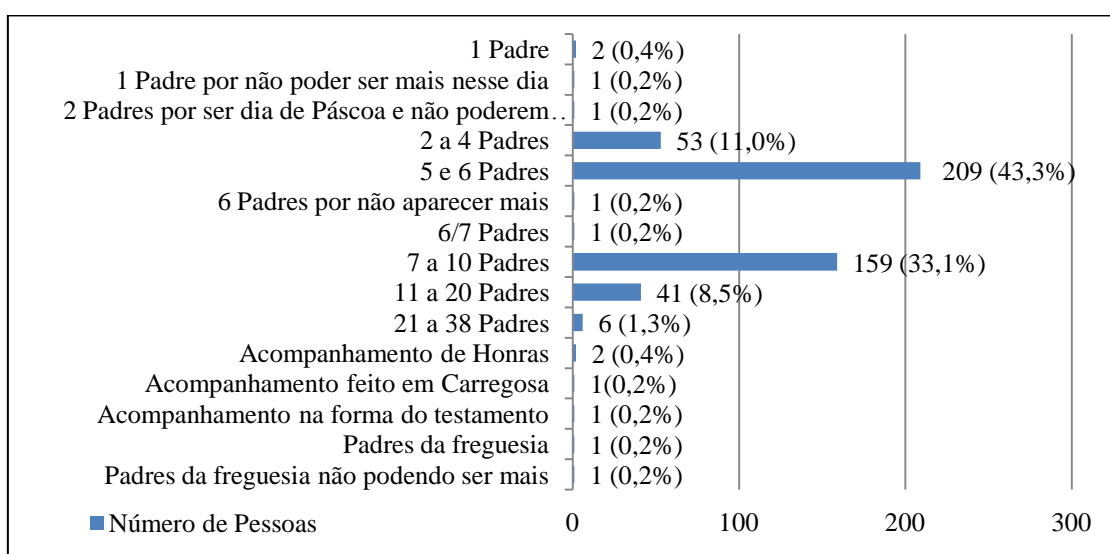 1 Padre 2 (0,4%)
1 Padre por não poder ser mais nesse dia 1 (0,2%)
2 Padres por ser dia de Páscoa e não poderem… 1 (0,2%)
2 a 4 Padres 53 (11,0%)
5 e 6 Padres 209 (43,3%)
6 Padres por não aparecer mais 1 (0,2%)
6/7 Padres 1 (0,2%)
7 a 10 Padres 159 (33,1%)
11 a 20 Padres 41 (8,5%)
21 a 38 Padres 6 (1,3%)
Acompanhamento de Honras 2 (0,4%)
Acompanhamento feito em Carregosa 1(0,2%)
Acompanhamento na forma do testamento 1 (0,2%)
Padres da freguesia 1 (0,2%)
Padres da freguesia não podendo ser mais 1 (0,2%)
Número de Pessoas 0 100 200 300